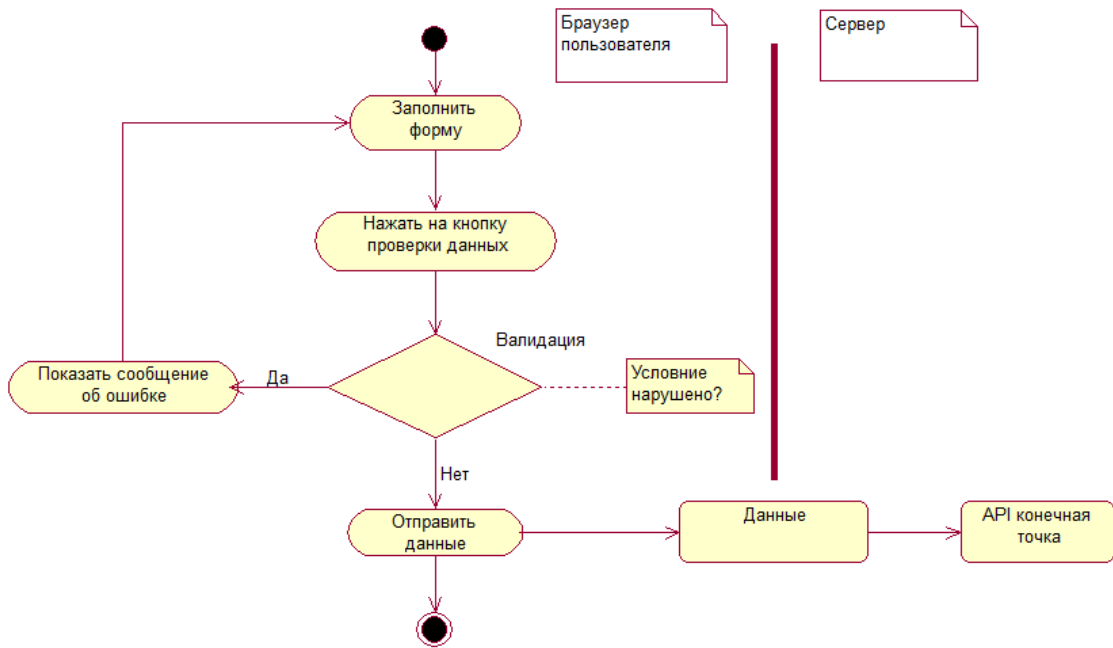 Браузер
пользователя
Сервер
Заполнить
форму
Нажать на кнопку
проверки данных
Валидация
Показать сообщение
об ошибке
Да
Условние
нарушено?
Нет
Отправить
данные
Данные
API конечная
точка